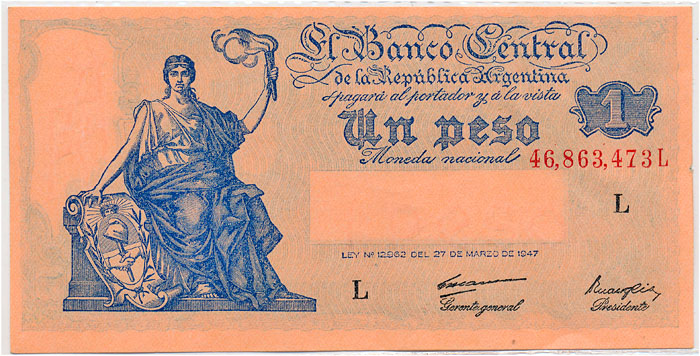 El Banco Central
de la República Argentina
pagará al portador y á la vista
1
Un peso
Moneda nacional
46,863,473 L
L
LEY Nº 12962 DEL 27 DE MARZO DE 1947
L
Gerente general
Presidente